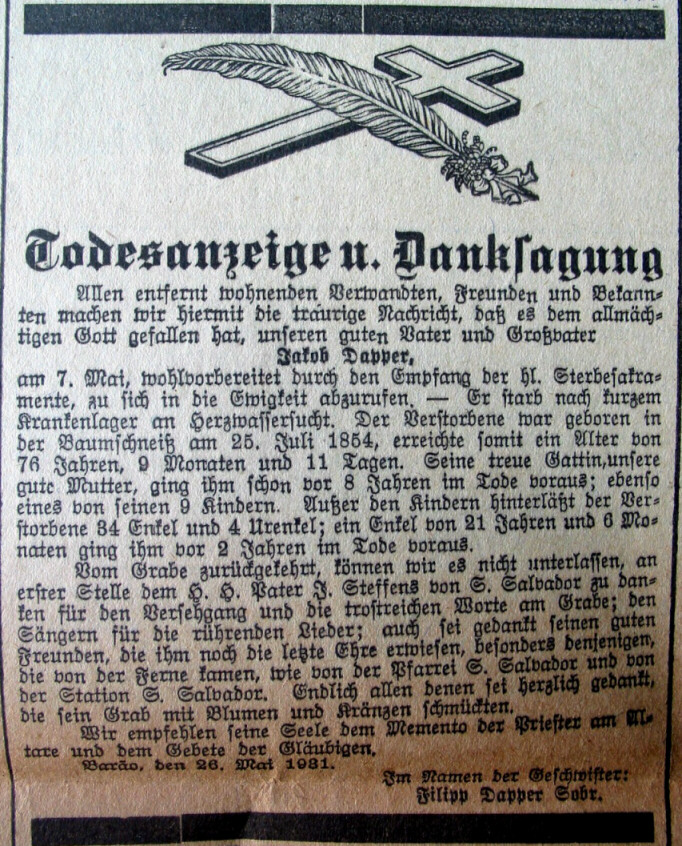 Todesanzeige u. Danksagung
Allen entfernt wohnenden Verwandten, Freunden und Bekann-
ten machen wir hiermit die traurige Nachricht, daß es dem allmäch-
tigen Gott gefallen hat, unseren guten Vater und Großvater
Jakob Dapper,
am 7. Mai, wohlvorbereitet durch den Empfang der hl. Sterbesakra-
mente, zu sich in die Ewigkeit abzurufen. — Er starb nach kurzem
Krankenlager an Herzwassersucht. Der Verstorbene war geboren in
der Baumschneiß am 25. Juli 1854, erreichte somit ein Alter von
76 Jahren, 9 Monaten und 11 Tagen. Seine treue Gattin,unsere
gute Mutter, ging ihm schon vor 8 Jahren im Tode voraus; ebenso
eines von seinen 9 Kindern. Außer den Kindern hinterläßt der Ver-
storbene 34 Enkel und 4 Urenkel; ein Enkel von 21 Jahren und 6 Mo-
naten ging ihm vor 2 Jahren im Tode voraus.
Vom Grabe zurückgekehrt, können wir es nicht unterlassen, an
erster Stelle dem H. H. Pater J. Steffens von S. Salvador zu dan-
ken für den Versehgang und die trostreichen Worte am Grabe; den
Sängern für die rührenden Lieder; auch sei gedankt seinen guten
Freunden, die ihm noch die letzte Ehre erwiesen, besonders denjenigen,
die von der Ferne kamen, wie von der Pfarrei S. Salvador und von
der Station S. Salvador. Endlich allen denen sei herzlich gedankt,
die sein Grab mit Blumen und Kränzen schmückten.
Wir empfehlen seine Seele dem Memento der Priester am Al-
tare und dem Gebete der Gläubigen.
Barão, den 26. Mai 1931.
Im Namen der Geschwister:
Filipp Dapper Sobr.